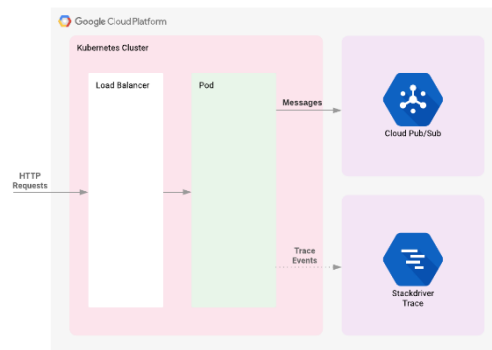 Google Cloud Platform
Kubernetes Cluster
Load Balancer
Pod
Messages
Cloud Pub/Sub
HTTP
Requests
Trace
Events
Stackdriver
Trace